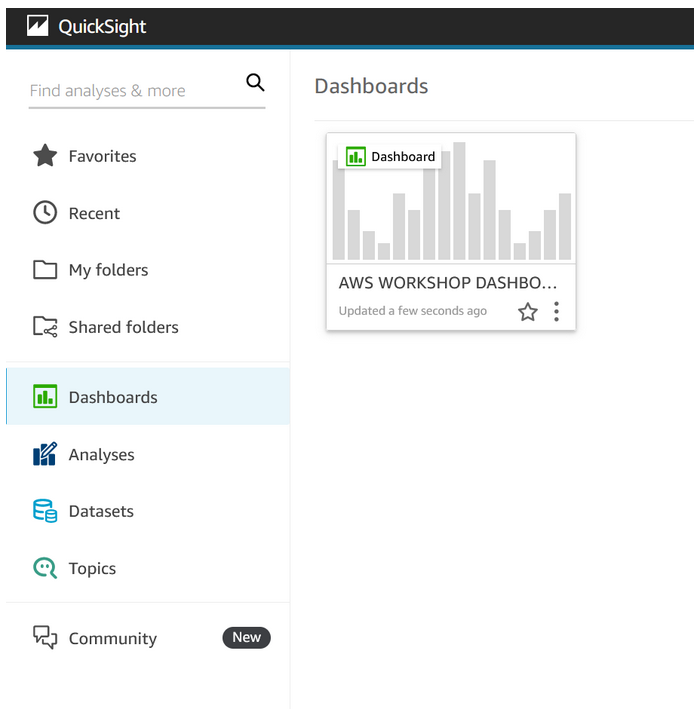 QuickSight
Find analyses & more
Favorites
Recent
My folders
Shared folders
Dashboards
Analyses
Datasets
Topics
Community
New
Dashboards
Dashboard
AWS WORKSHOP DASHBO...
Updated a few seconds ago